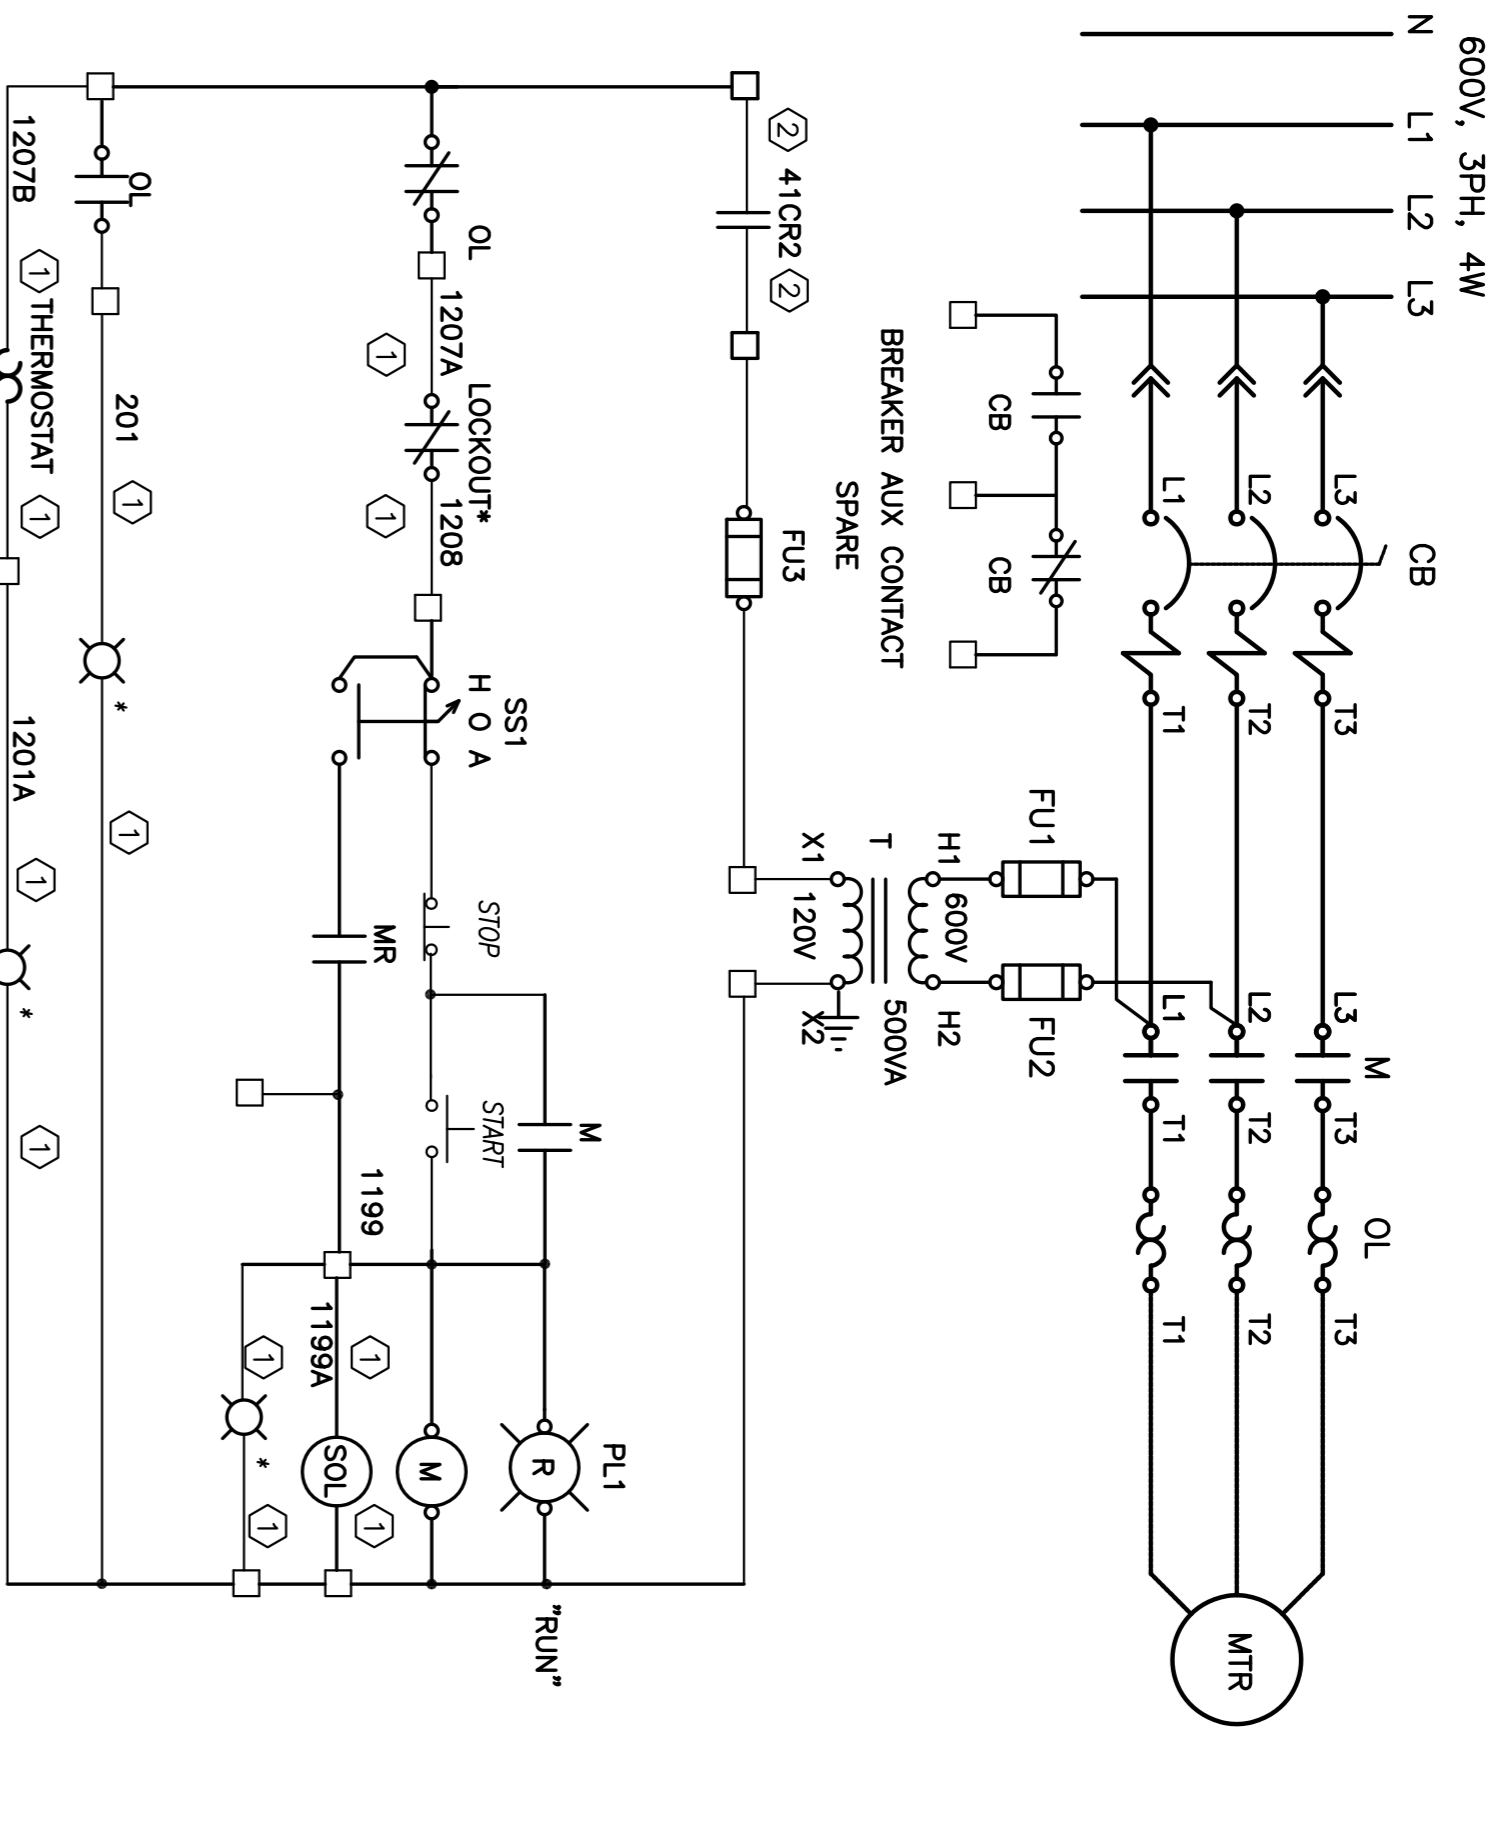 600V, 3PH, 4W
N
L1
L2
L3
CB
L3
T3
L3
M
T3
OL
T3
L2
T2
L2
T2
T2
MTR
L1
T1
L1
T1
T1
CB
CB
BREAKER AUX CONTACT
SPARE
FU1
FU2
H1
600V
H2
T
500VA
X1
120V
X2
2
41CR2
2
FU3
PL1
R
"RUN"
M
OL
1207A
1
LOCKOUT*
1208
1
SS1
H O A
STOP
START
M
MR
1199
1199A
1
SOL
1
1
*
1
OL
201
1
*
1
1207B
1
THERMOSTAT
1
1201A
1
*
1